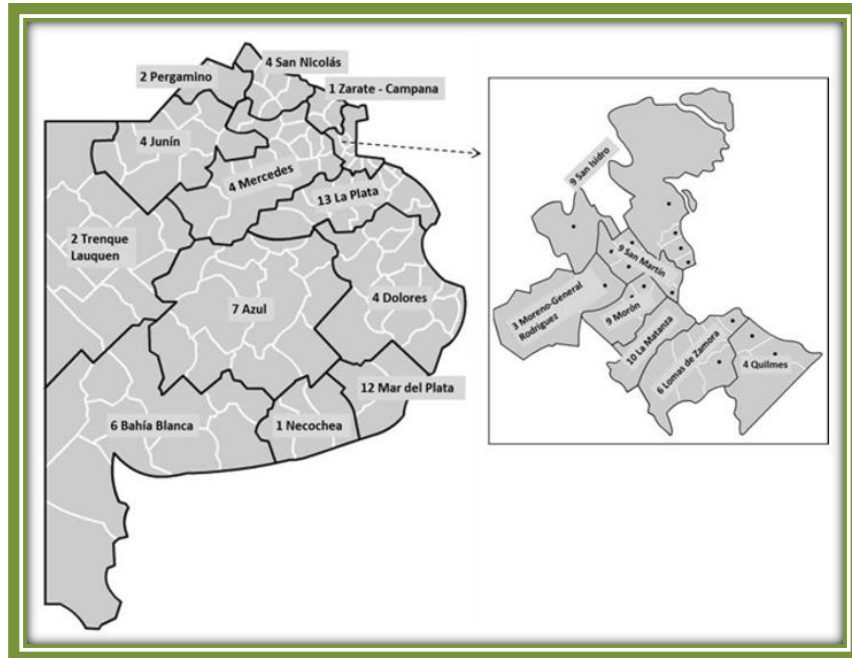 4 San Nicolás
2 Pergamino
1 Zarate - Campana
4 Junín
4 Mercedes
13 La Plata
2 Trenque
Lauquen
7 Azul
4 Dolores
12 Mar del Plata
6 Bahía Blanca
1 Necochea
9 San Isidro
9 San Martín
3 Moreno-General
Rodriguez
9 Morón
10 La Matanza
6 Lomas de Zamora
4 Quilmes